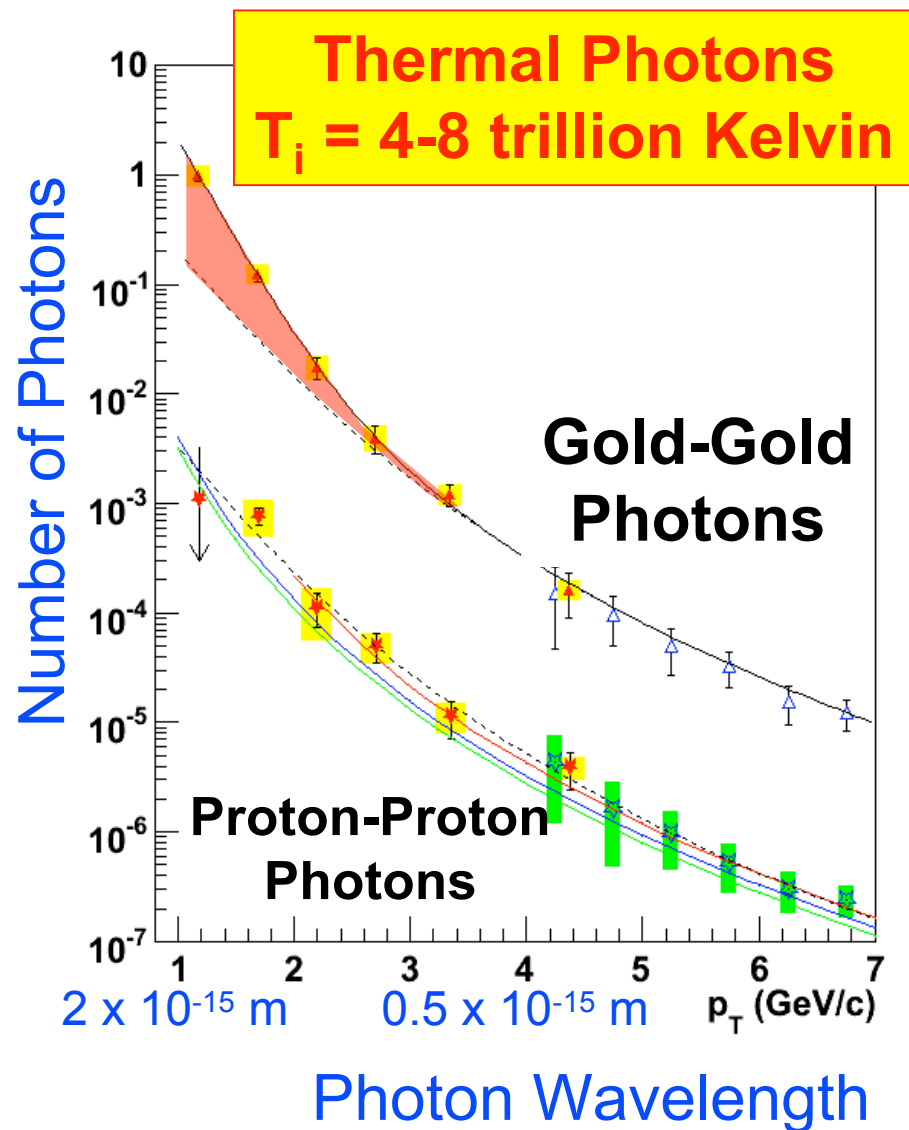 Thermal Photons
T_i = 4-8 trillion Kelvin
Number of Photons
10
1
10^-1
10^-2
10^-3
10^-4
10^-5
10^-6
10^-7
Gold-Gold
Photons
Proton-Proton
Photons
1 2 3 4 5 6 7
2 x 10^-15 m 0.5 x 10^-15 m p_T (GeV/c)
Photon Wavelength